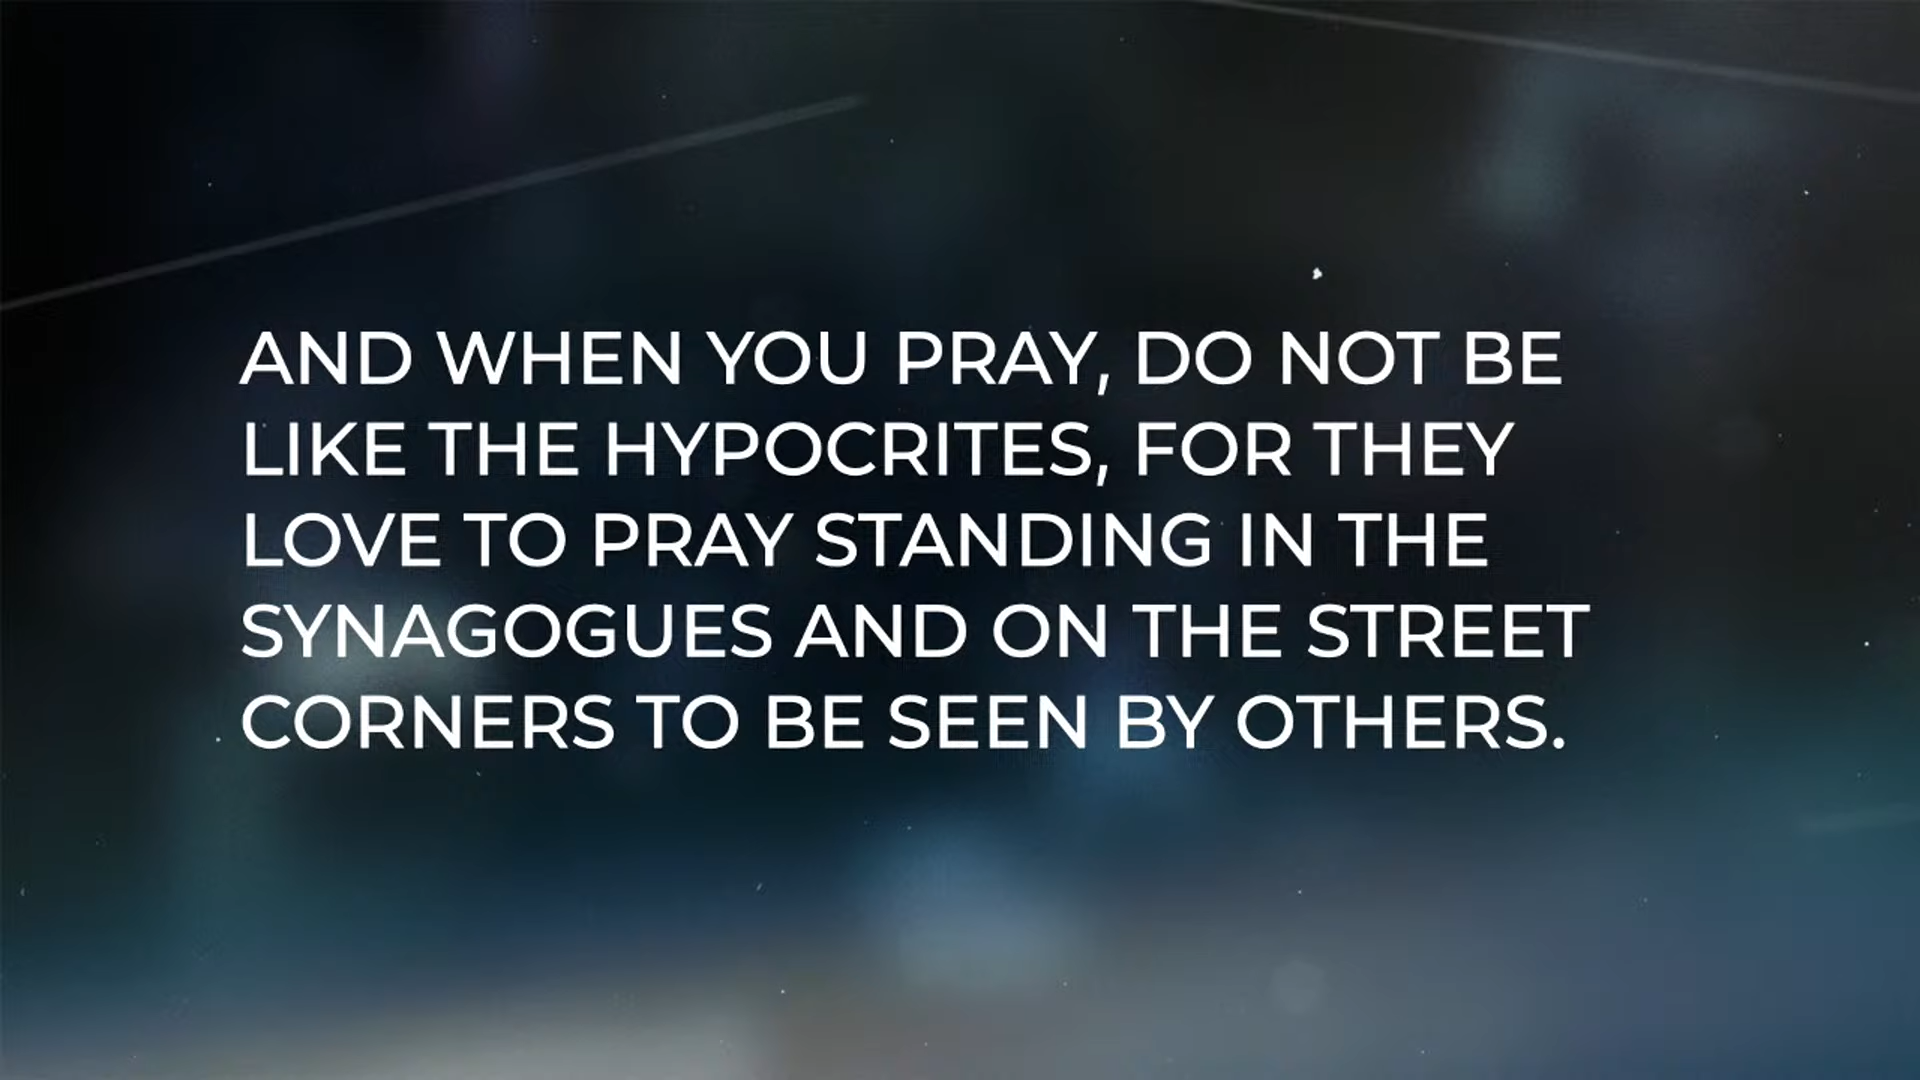 AND WHEN YOU PRAY, DO NOT BE
LIKE THE HYPOCRITES, FOR THEY
LOVE TO PRAY STANDING IN THE
SYNAGOGUES AND ON THE STREET
CORNERS TO BE SEEN BY OTHERS.